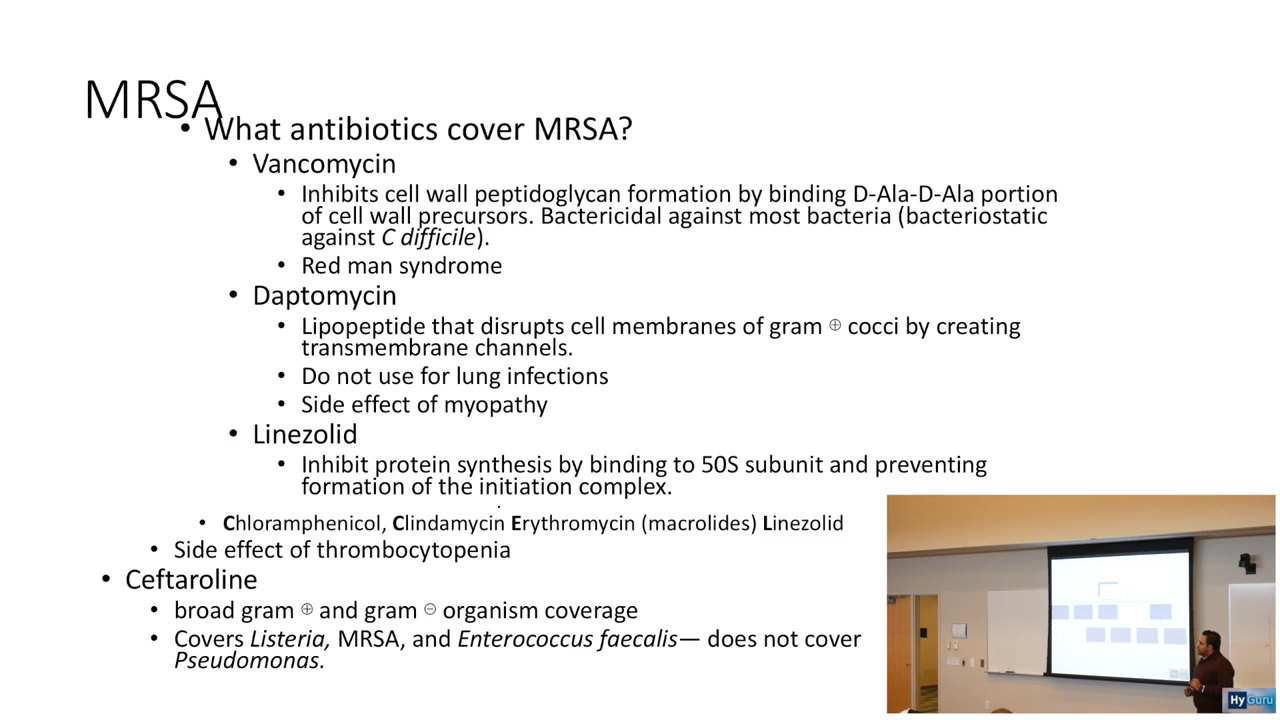 MRSA
• What antibiotics cover MRSA?
• Vancomycin
• Inhibits cell wall peptidoglycan formation by binding D-Ala-D-Ala portion
of cell wall precursors. Bactericidal against most bacteria (bacteriostatic
against C difficile).
• Red man syndrome
• Daptomycin
• Lipopeptide that disrupts cell membranes of gram ⊕ cocci by creating
transmembrane channels.
• Do not use for lung infections
• Side effect of myopathy
• Linezolid
• Inhibit protein synthesis by binding to 50S subunit and preventing
formation of the initiation complex.
• Chloramphenicol, Clindamycin Erythromycin (macrolides) Linezolid
• Side effect of thrombocytopenia
• Ceftaroline
• broad gram ⊕ and gram ⊖ organism coverage
• Covers Listeria, MRSA, and Enterococcus faecalis— does not cover
Pseudomonas.
HyGuru